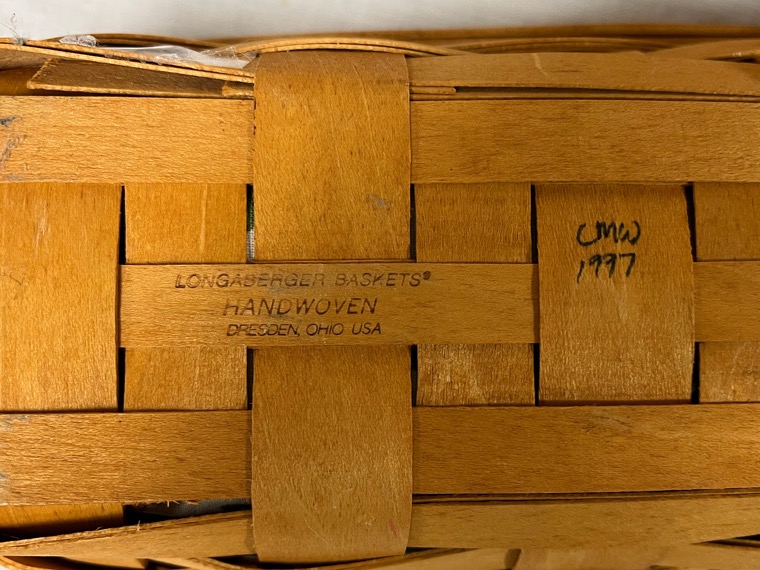 LONGABERGER BASKETS®
HANDWOVEN
DRESDEN, OHIO USA
CMW
1997